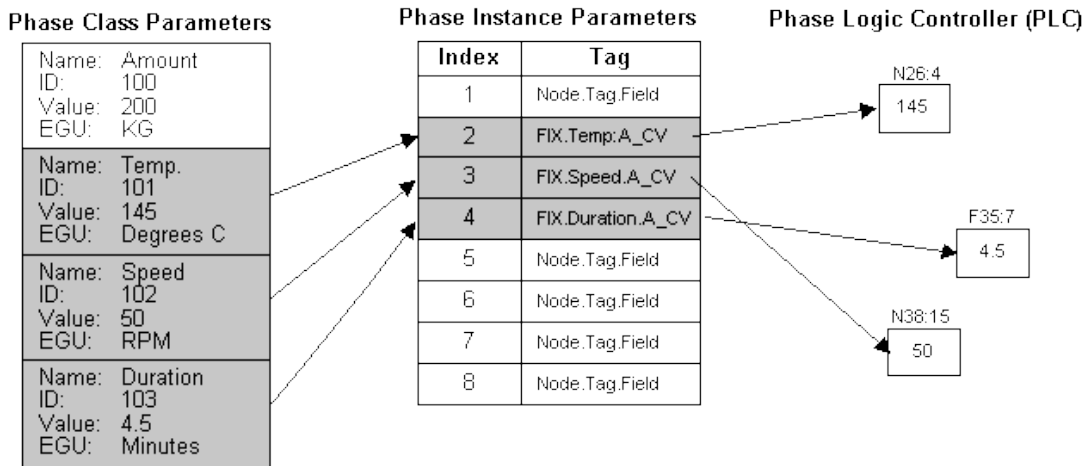 Phase Class Parameters
Name: Amount
ID: 100
Value: 200
EGU: KG
Name: Temp.
ID: 101
Value: 145
EGU: Degrees C
Name: Speed
ID: 102
Value: 50
EGU: RPM
Name: Duration
ID: 103
Value: 4.5
EGU: Minutes
Phase Instance Parameters
Index Tag
1 Node.Tag.Field
2 FIX.Temp:A_CV
3 FIX.Speed.A_CV
4 FIX.Duration.A_CV
5 Node.Tag.Field
6 Node.Tag.Field
7 Node.Tag.Field
8 Node.Tag.Field
Phase Logic Controller (PLC)
N26:4
145
F35:7
4.5
N38:15
50